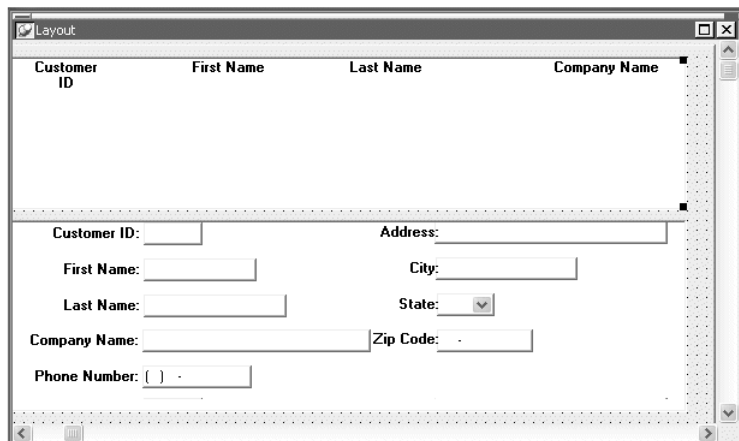 Layout
Customer ID First Name Last Name Company Name
Customer ID: Address:
First Name: City:
Last Name: State:
Company Name: Zip Code: -
Phone Number: ( ) -